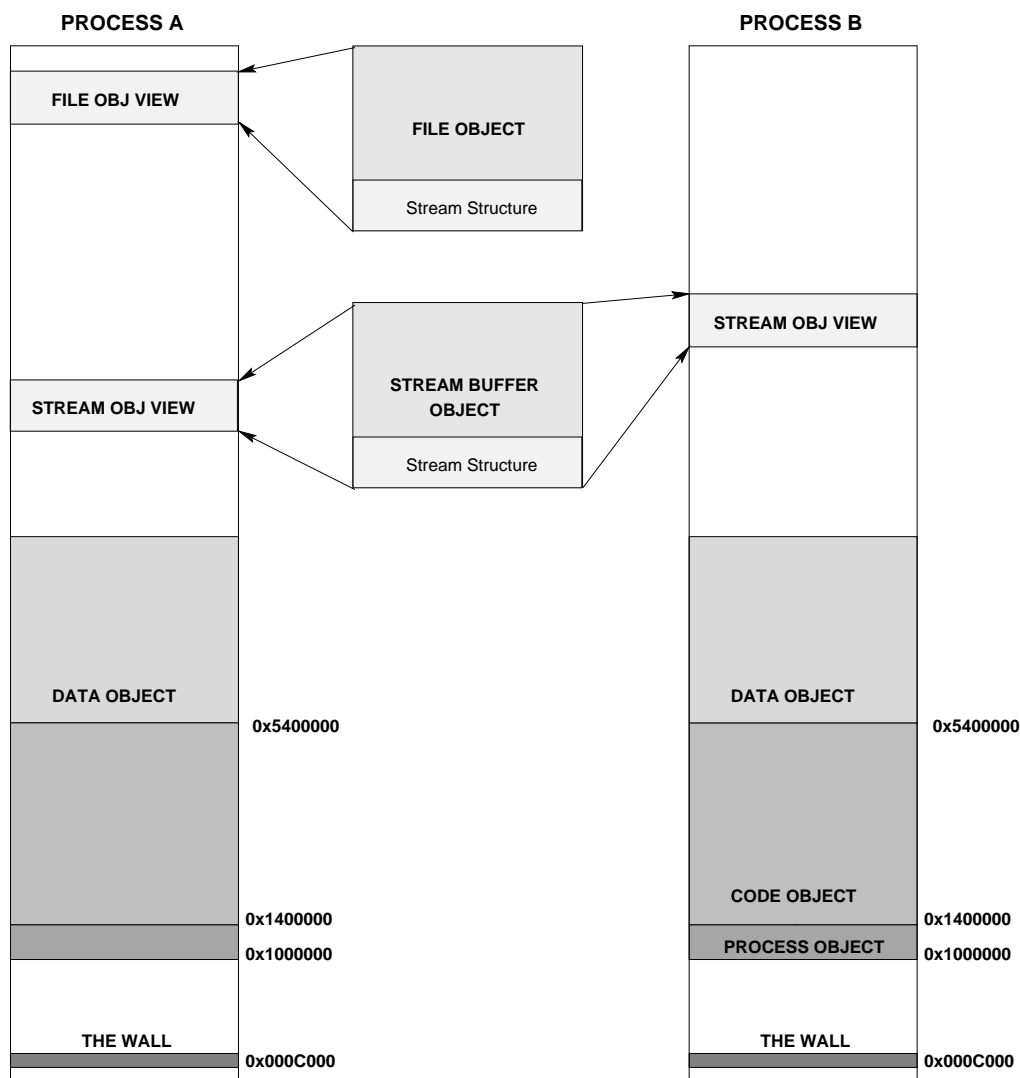 PROCESS A
PROCESS B
FILE OBJ VIEW
FILE OBJECT
Stream Structure
STREAM OBJ VIEW
STREAM BUFFER
OBJECT
STREAM OBJ VIEW
Stream Structure
DATA OBJECT
DATA OBJECT
0x5400000
0x5400000
CODE OBJECT
0x1400000
0x1400000
PROCESS OBJECT
0x1000000
0x1000000
THE WALL
THE WALL
0x000C000
0x000C000